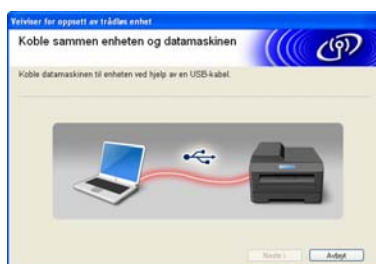 Veiviser for oppsett av trådløs enhet
Koble sammen enheten og datamaskinen
Koble datamaskinen til enheten ved hjelp av en USB-kabel.
Neste >
Avbryt